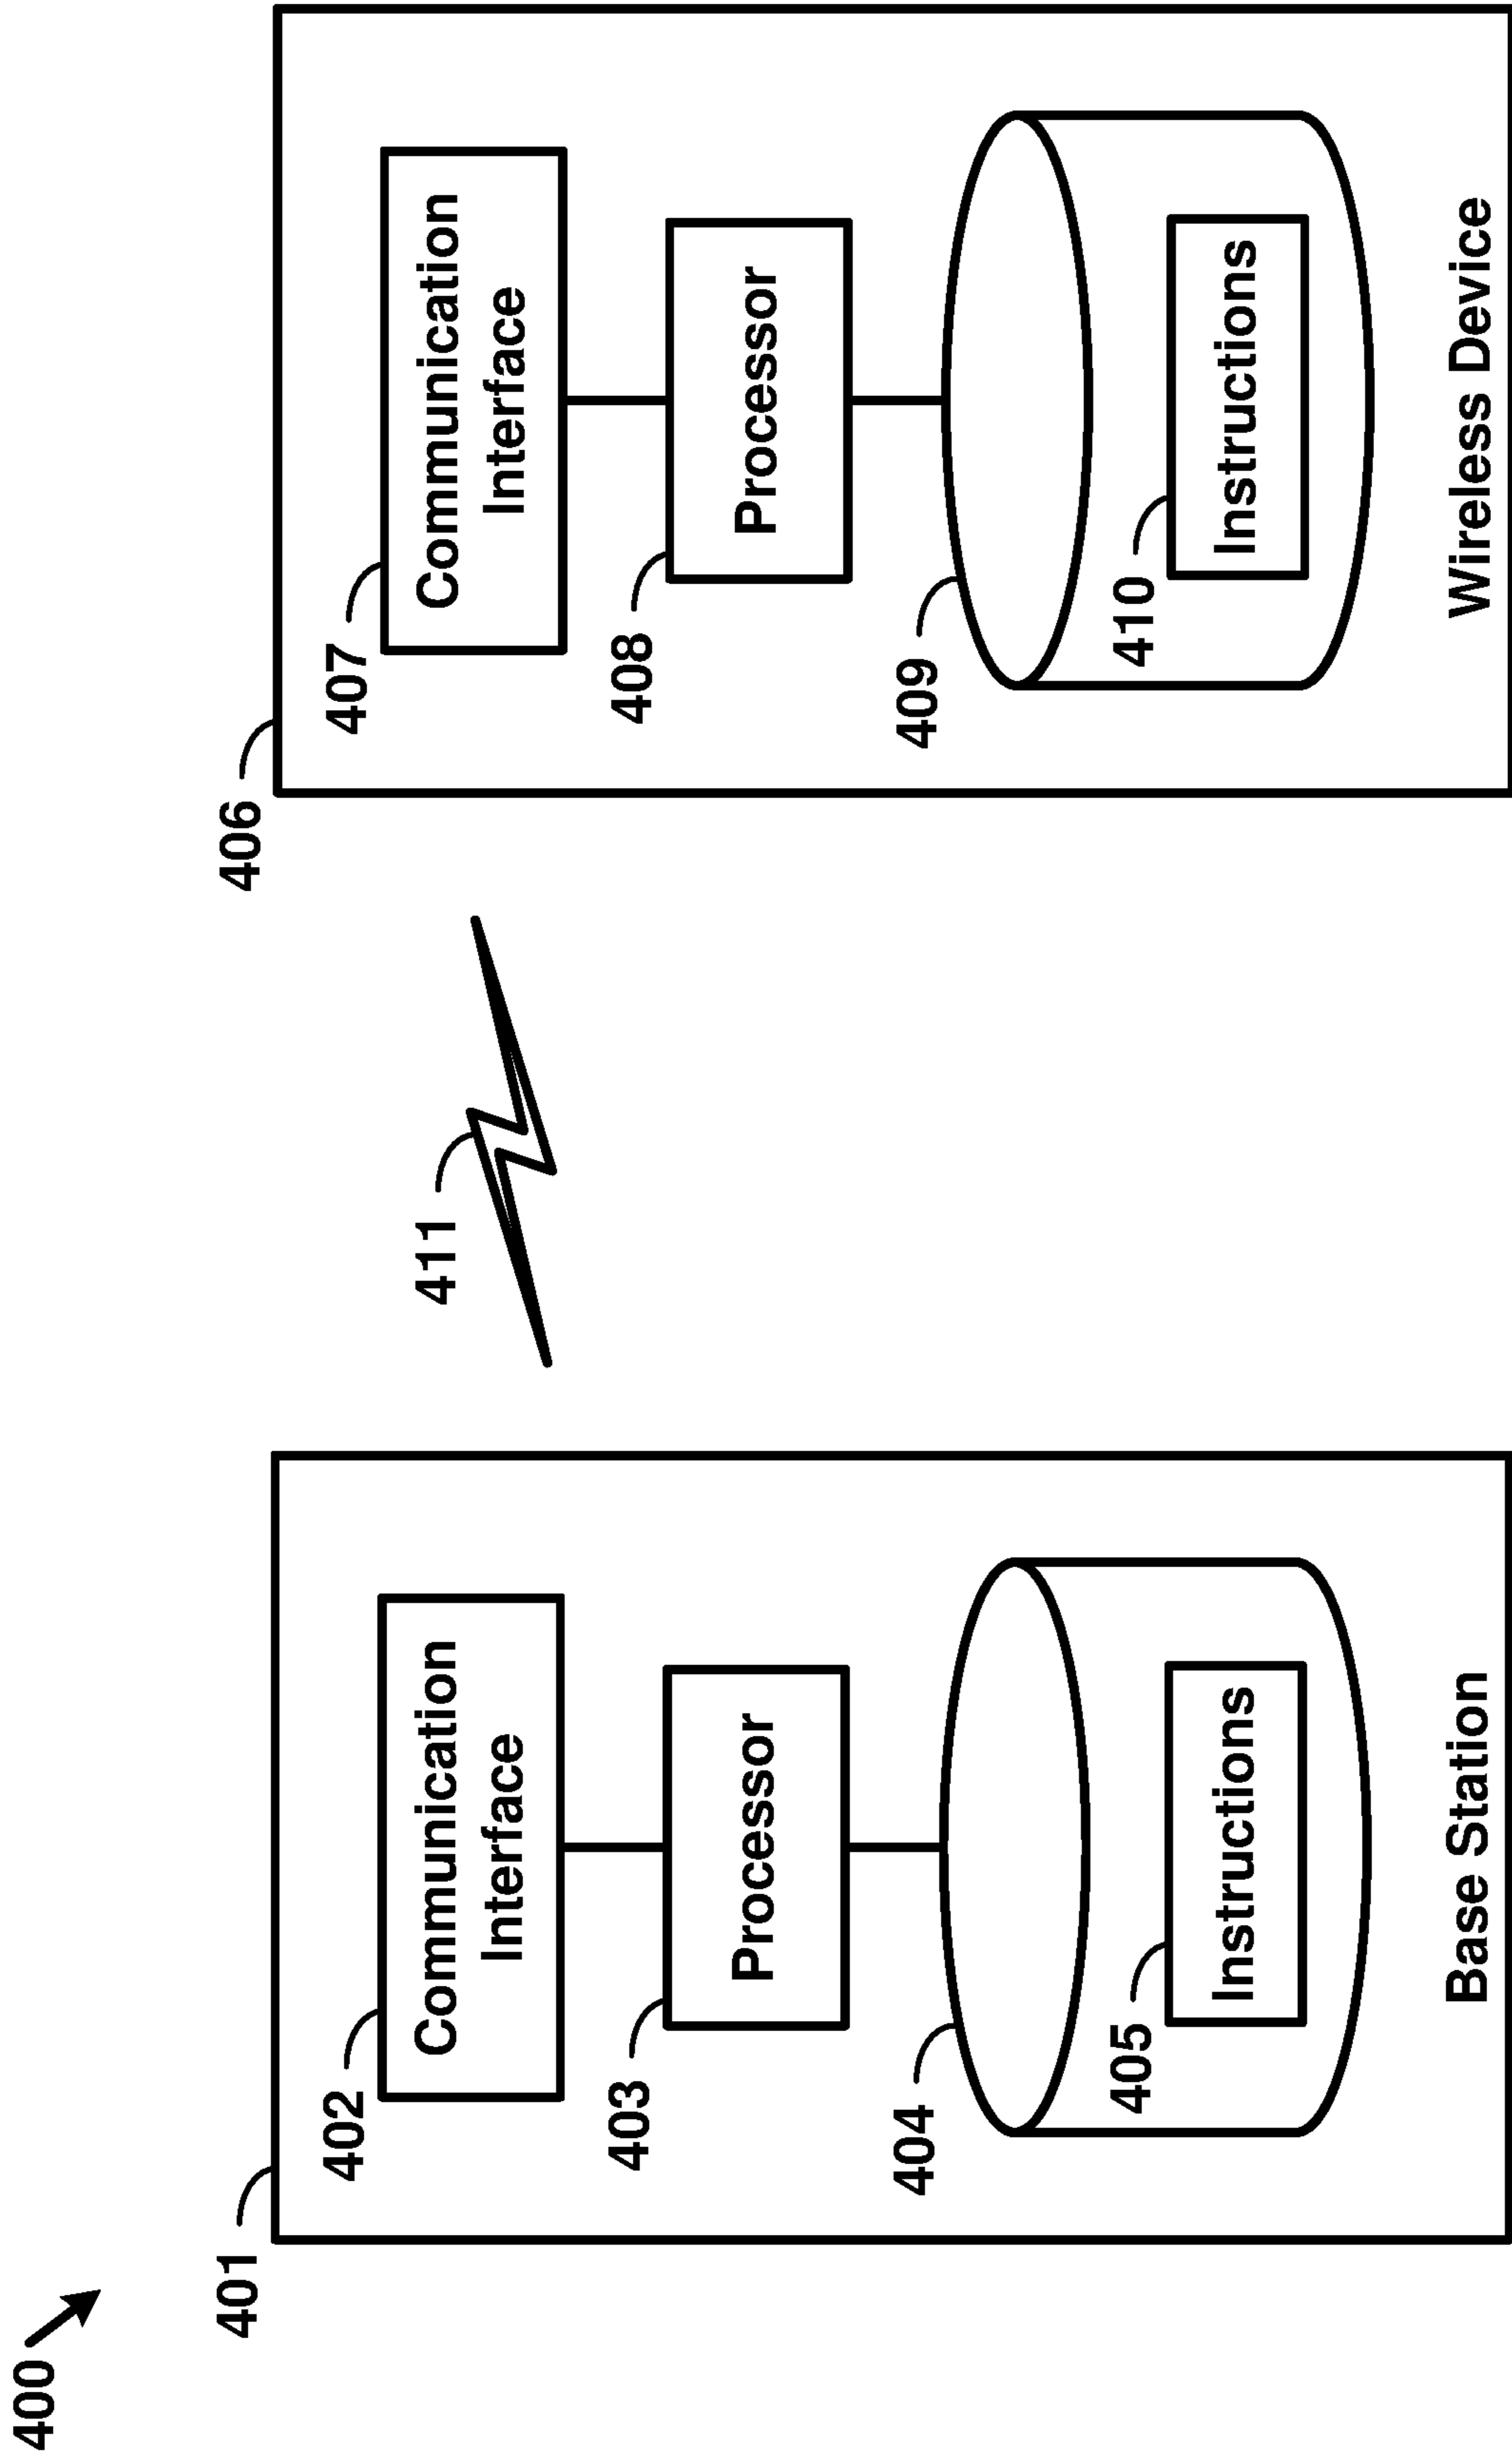 400
401
402
Communication
Interface
403
Processor
404
405
Instructions
Base Station
411
406
407
Communication
Interface
408
Processor
409
410
Instructions
Wireless Device